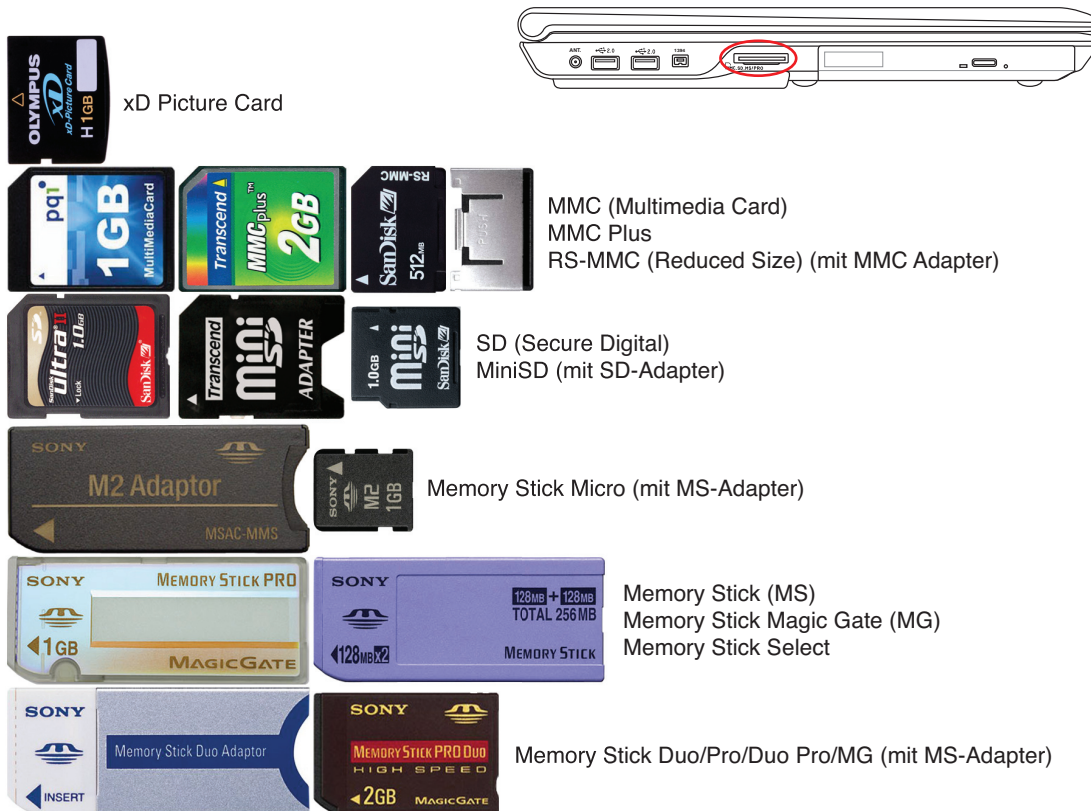 ANT.
2.0
2.0
1394
OLYMPUS
xD
xD-Picture Card
H 1GB
xD Picture Card
pqi
1GB
MultiMediaCard
Transcend
MMCplus™
2GB
RS-MMC
SanDisk
512MB
PUSH
MMC (Multimedia Card)
MMC Plus
RS-MMC (Reduced Size) (mit MMC Adapter)
SD
SanDisk
ultra II
1.0GB
Lock
SanDisk
Transcend
mini SD
ADAPTER
1.0GB
mini SD
SanDisk
SD (Secure Digital)
MiniSD (mit SD-Adapter)
SONY
M2 Adaptor
MSAC-MMS
SONY
M2
1GB
Memory Stick Micro (mit MS-Adapter)
SONY
MEMORY STICK PRO
1GB
MAGICGATE
SONY
128MB + 128MB
TOTAL 256MB
128MBx2
MEMORY STICK
Memory Stick (MS)
Memory Stick Magic Gate (MG)
Memory Stick Select
SONY
Memory Stick Duo Adaptor
INSERT
SONY
MEMORY STICK PRO DUO
HIGH SPEED
2GB
MAGICGATE
Memory Stick Duo/Pro/Duo Pro/MG (mit MS-Adapter)